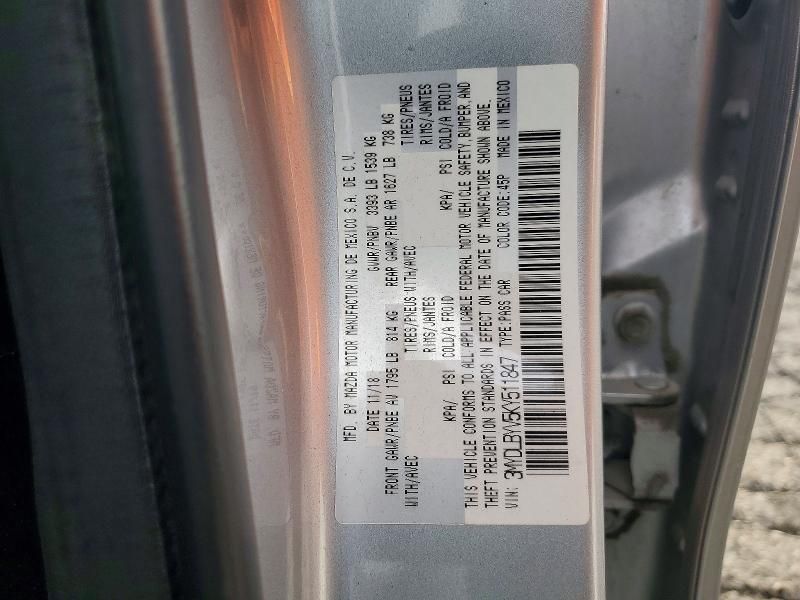 MFD. BY MAZDA MOTOR MANUFACTURING DE MEXICO S.A. DE C.V.
DATE 11/18 GVWR/PNBV 3393 LB 1539 KG
FRONT GAWR/PNBE AV 1795 LB 814 KG REAR GAWR/PNBE AR 1627 LB 738 KG
WITH/AVEC TIRES/PNEUS WITH/AVEC TIRES/PNEUS
RIMS/JANTES RIMS/JANTES
KPA/ PSI COLD/A FROID KPA/ PSI COLD/A FROID
THIS VEHICLE CONFORMS TO ALL APPLICABLE FEDERAL MOTOR VEHICLE SAFETY, BUMPER, AND
THEFT PREVENTION STANDARDS IN EFFECT ON THE DATE OF MANUFACTURE SHOWN ABOVE.
VIN: 3MYDLBYV5KY511847 TYPE:PASS CAR COLOR CODE:45P MADE IN MEXICO